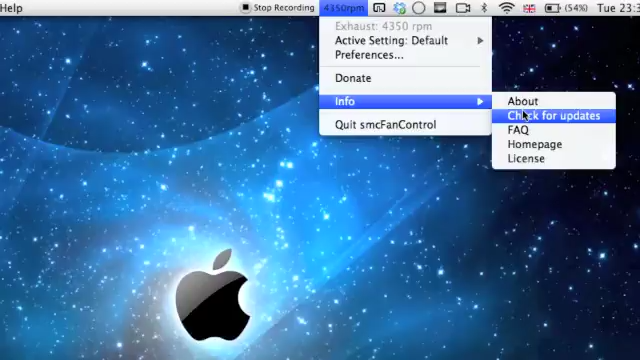 Help
Stop Recording
4350rpm
(54%)
Tue 23:3
Exhaust: 4350 rpm
Active Setting: Default
Preferences...
Donate
Info
Quit smcFanControl
About
Check for updates
FAQ
Homepage
License